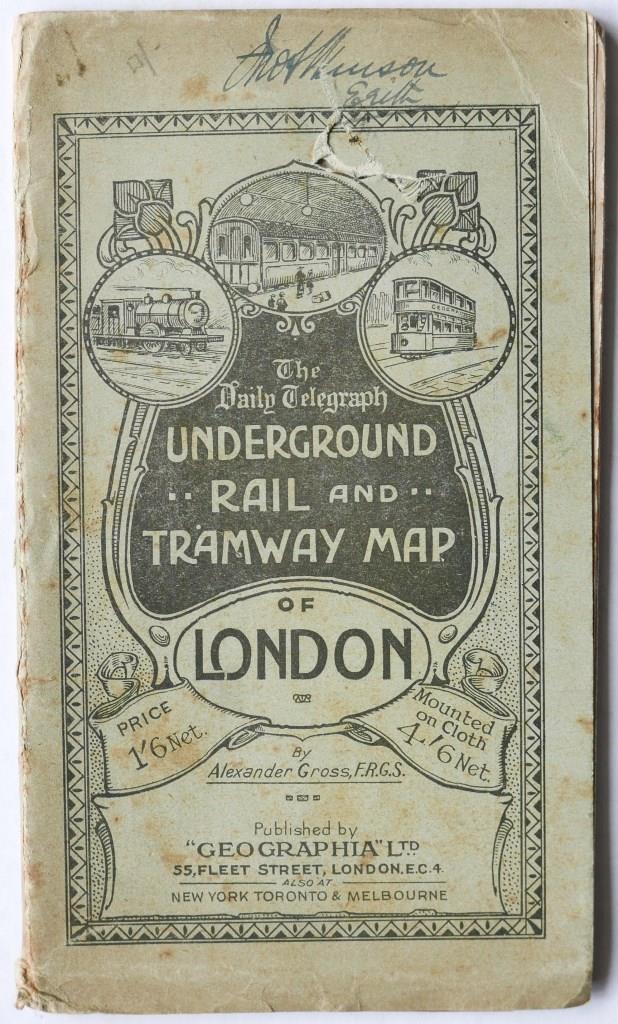 Erith
The
Daily Telegraph
UNDERGROUND
RAIL AND
TRAMWAY MAP
OF
LONDON
PRICE
1'6 Net.
Mounted
on Cloth
4'6 Net.
By
Alexander Gross, F.R.G.S.
Published by
"GEOGRAPHIA" LTD
55, FLEET STREET, LONDON. E.C.4.
ALSO AT
NEW YORK TORONTO & MELBOURNE